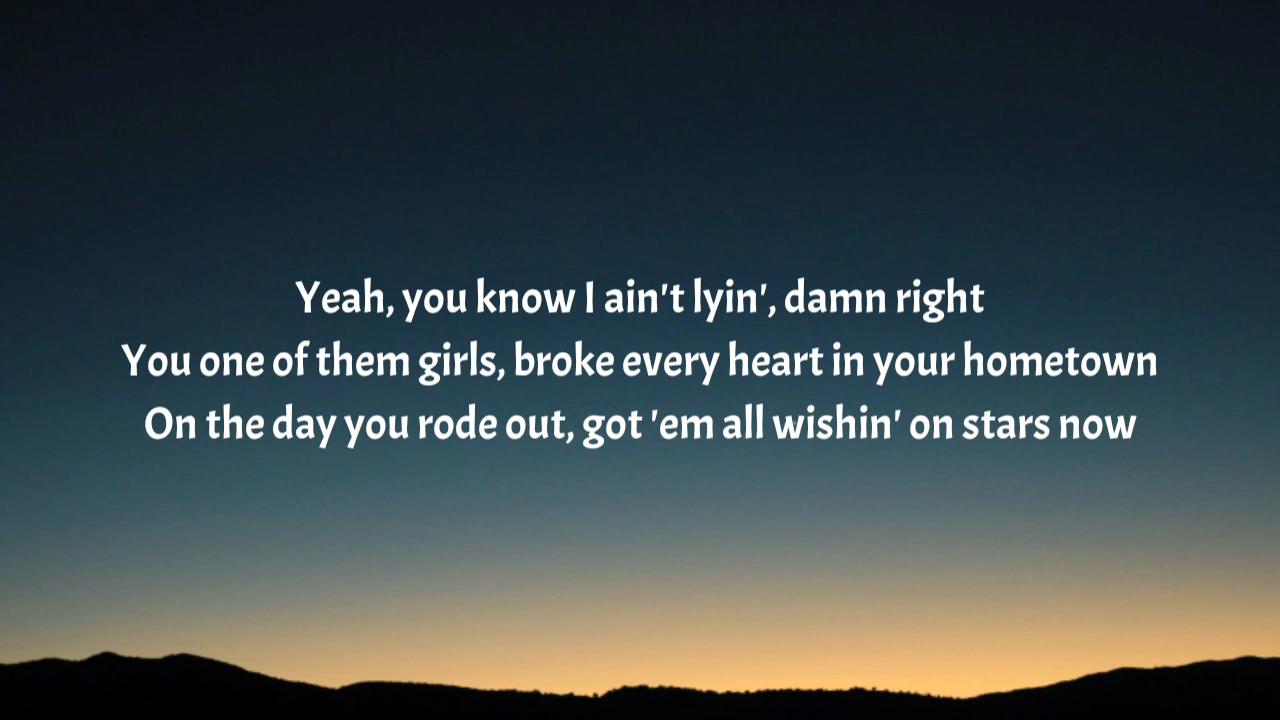 Yeah, you know I ain't lyin', damn right
You one of them girls, broke every heart in your hometown
On the day you rode out, got 'em all wishin' on stars now